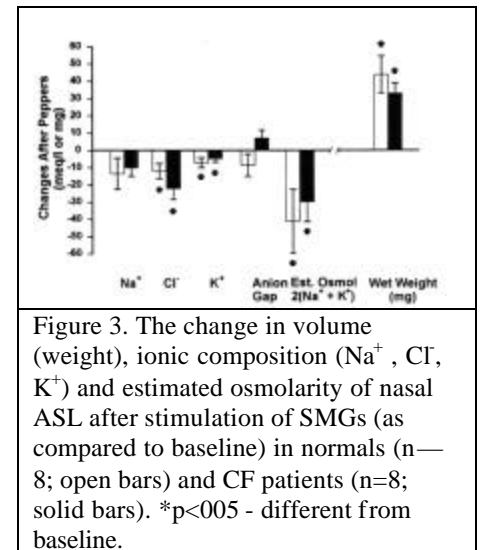 60
50
40
30
20
10
0
-10
-20
-30
-40
-50
-60
Changes After Peppers
(meq/l or mg)
* * * * * * * *
Na⁺ Cl⁻ K⁺ Anion Est. Osmol Wet Weight
Gap 2(Na⁺ + K⁺) (mg)
Figure 3. The change in volume
(weight), ionic composition (Na⁺ , Cl⁻,
K⁺) and estimated osmolarity of nasal
ASL after stimulation of SMGs (as
compared to baseline) in normals (n—
8; open bars) and CF patients (n=8;
solid bars). *p<005 - different from
baseline.